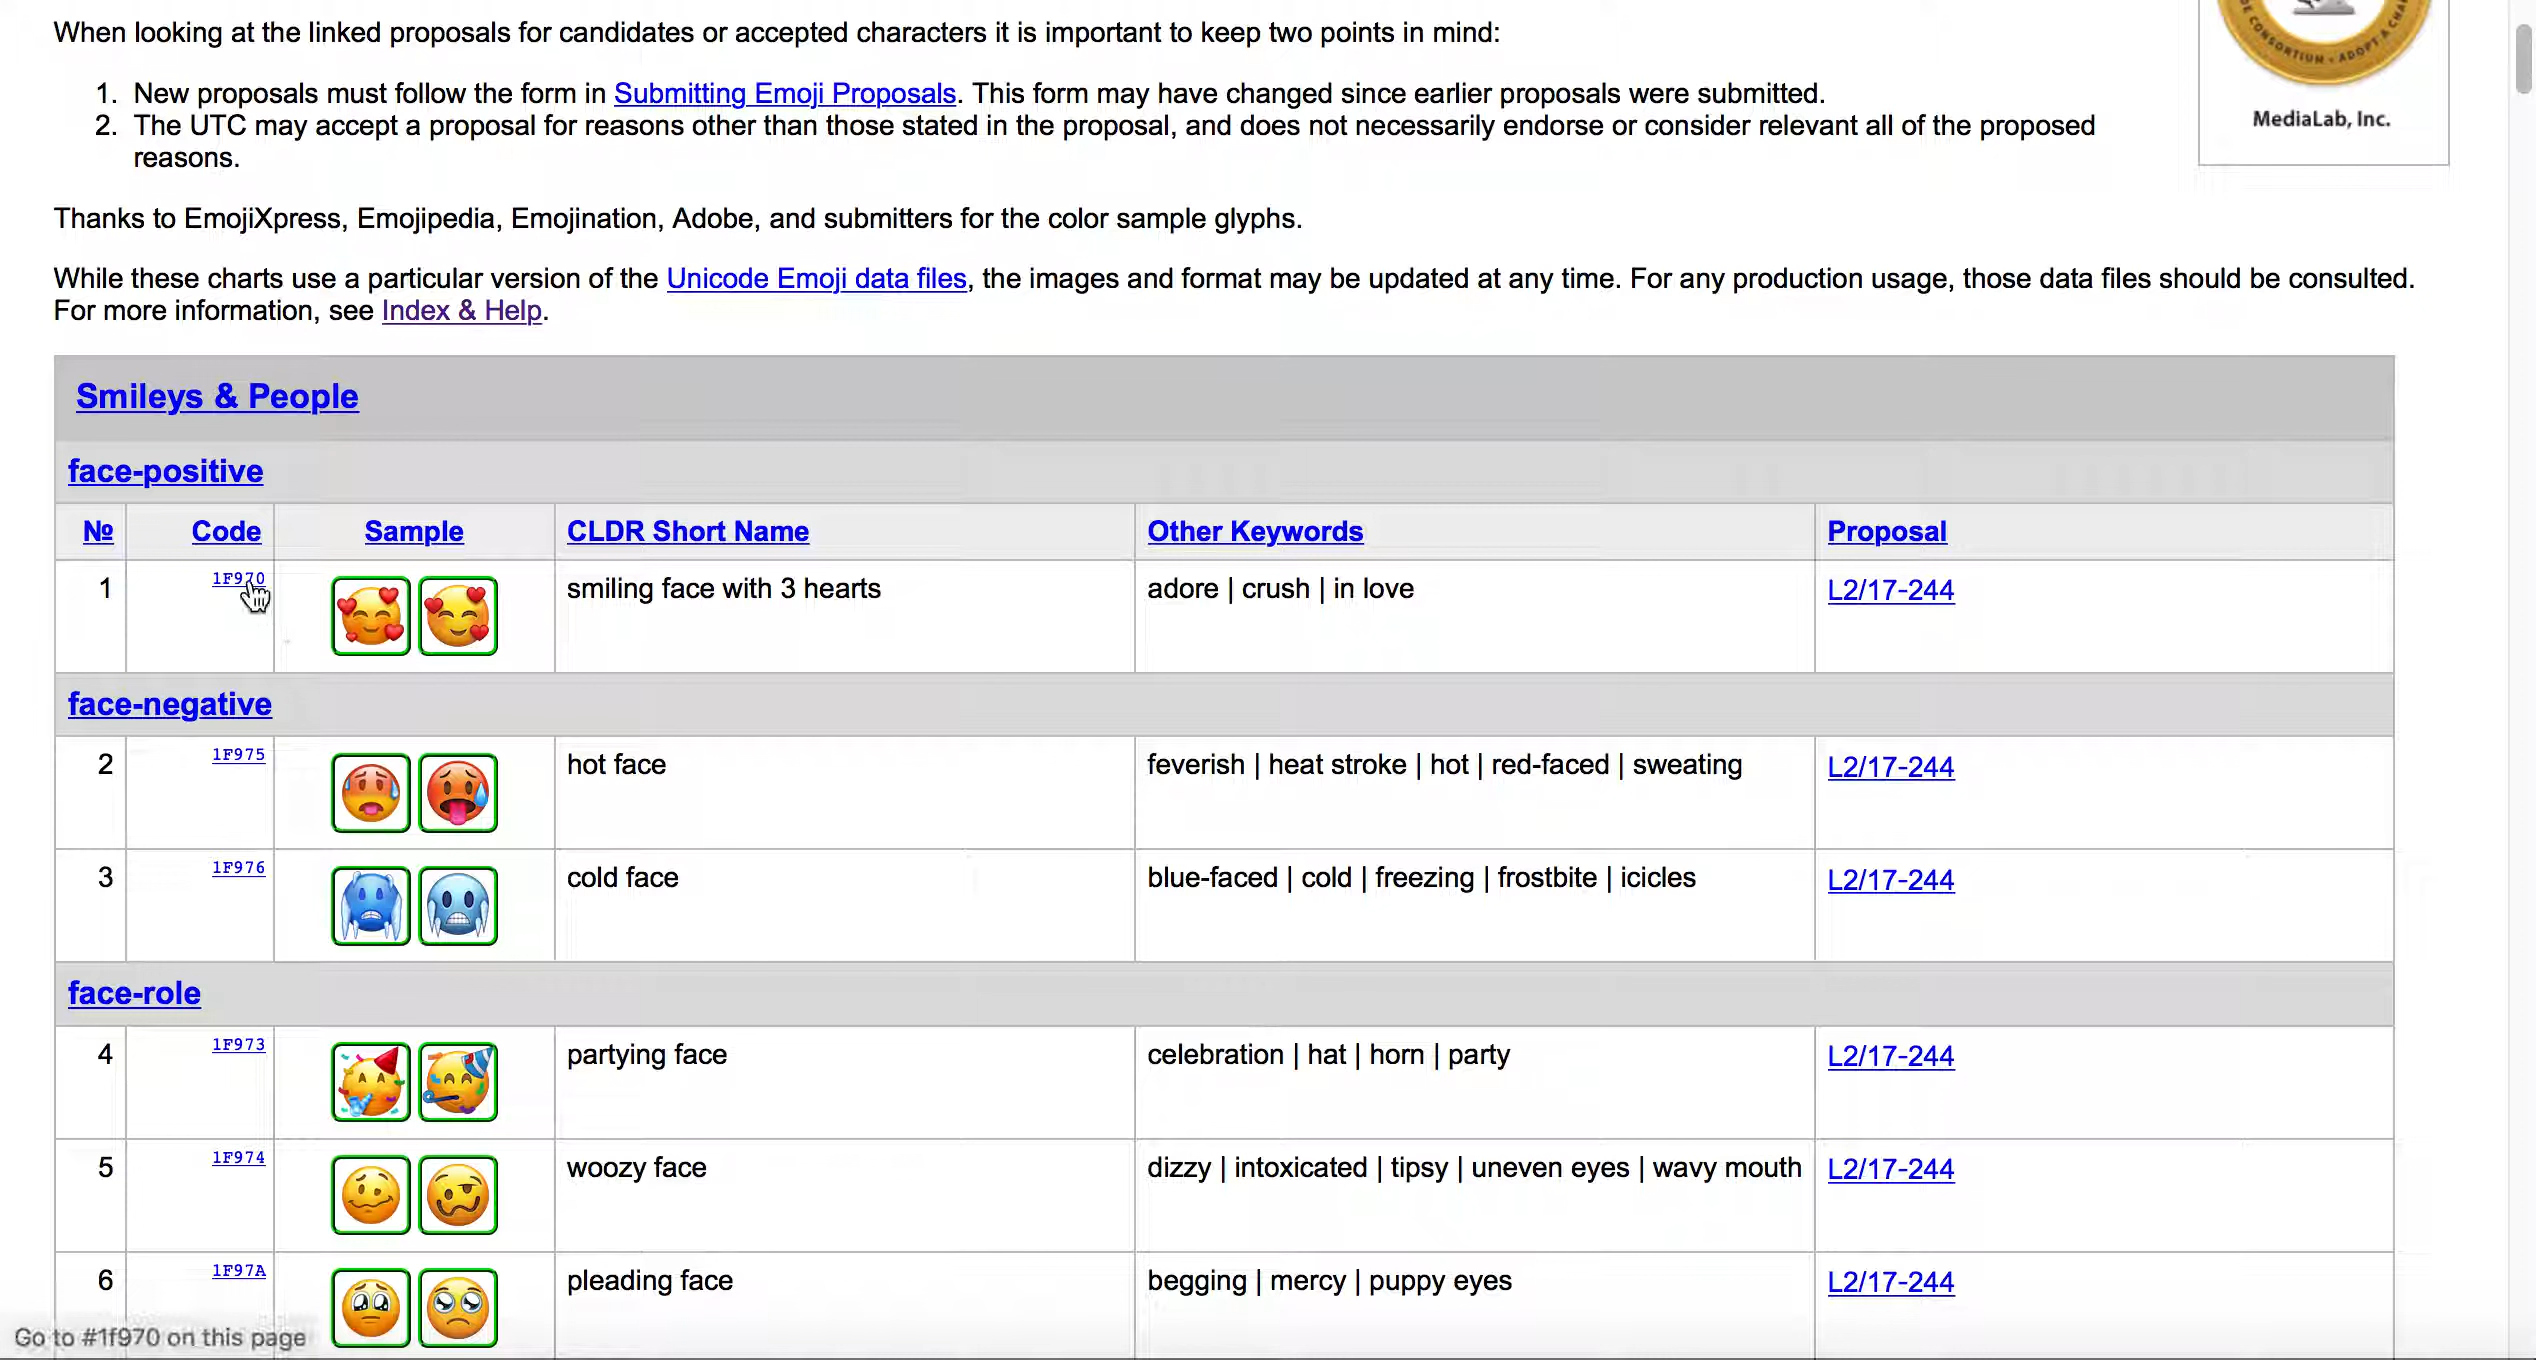 When looking at the linked proposals for candidates or accepted characters it is important to keep two points in mind:
CONSORTIUM • ADOPT A CHA
MediaLab, Inc.
1. New proposals must follow the form in Submitting Emoji Proposals. This form may have changed since earlier proposals were submitted.
2. The UTC may accept a proposal for reasons other than those stated in the proposal, and does not necessarily endorse or consider relevant all of the proposed
reasons.
Thanks to EmojiXpress, Emojipedia, Emojination, Adobe, and submitters for the color sample glyphs.
While these charts use a particular version of the Unicode Emoji data files, the images and format may be updated at any time. For any production usage, those data files should be consulted.
For more information, see Index & Help.
Smileys & People
face-positive
№ Code Sample CLDR Short Name Other Keywords Proposal
1 1F970 smiling face with 3 hearts adore | crush | in love L2/17-244
face-negative
2 1F975 hot face feverish | heat stroke | hot | red-faced | sweating L2/17-244
3 1F976 cold face blue-faced | cold | freezing | frostbite | icicles L2/17-244
face-role
4 1F973 partying face celebration | hat | horn | party L2/17-244
5 1F974 woozy face dizzy | intoxicated | tipsy | uneven eyes | wavy mouth L2/17-244
6 1F97A pleading face begging | mercy | puppy eyes L2/17-244
Go to #1f970 on this page